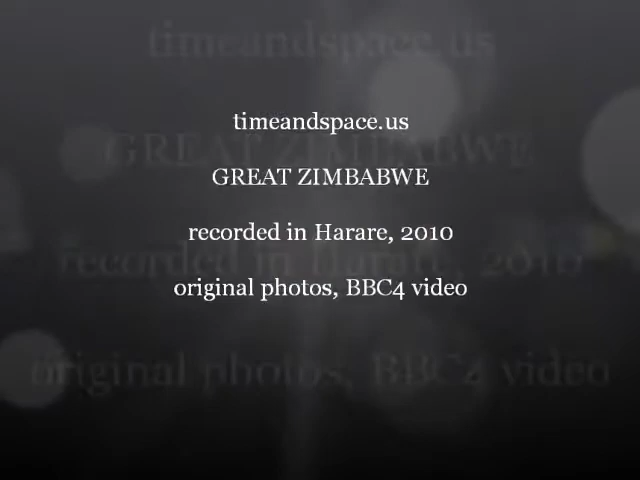 timeandspace.us
GREAT ZIMBABWE
recorded in Harare, 2010
original photos, BBC4 video